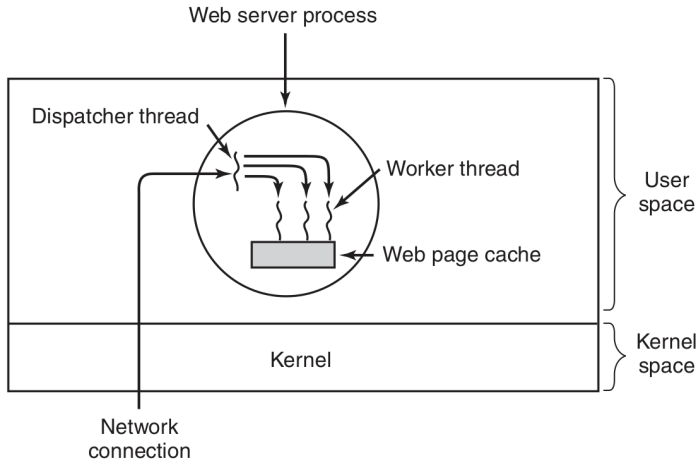 Web server process
Dispatcher thread
Worker thread
User
space
Web page cache
Kernel
Kernel
space
Network
connection